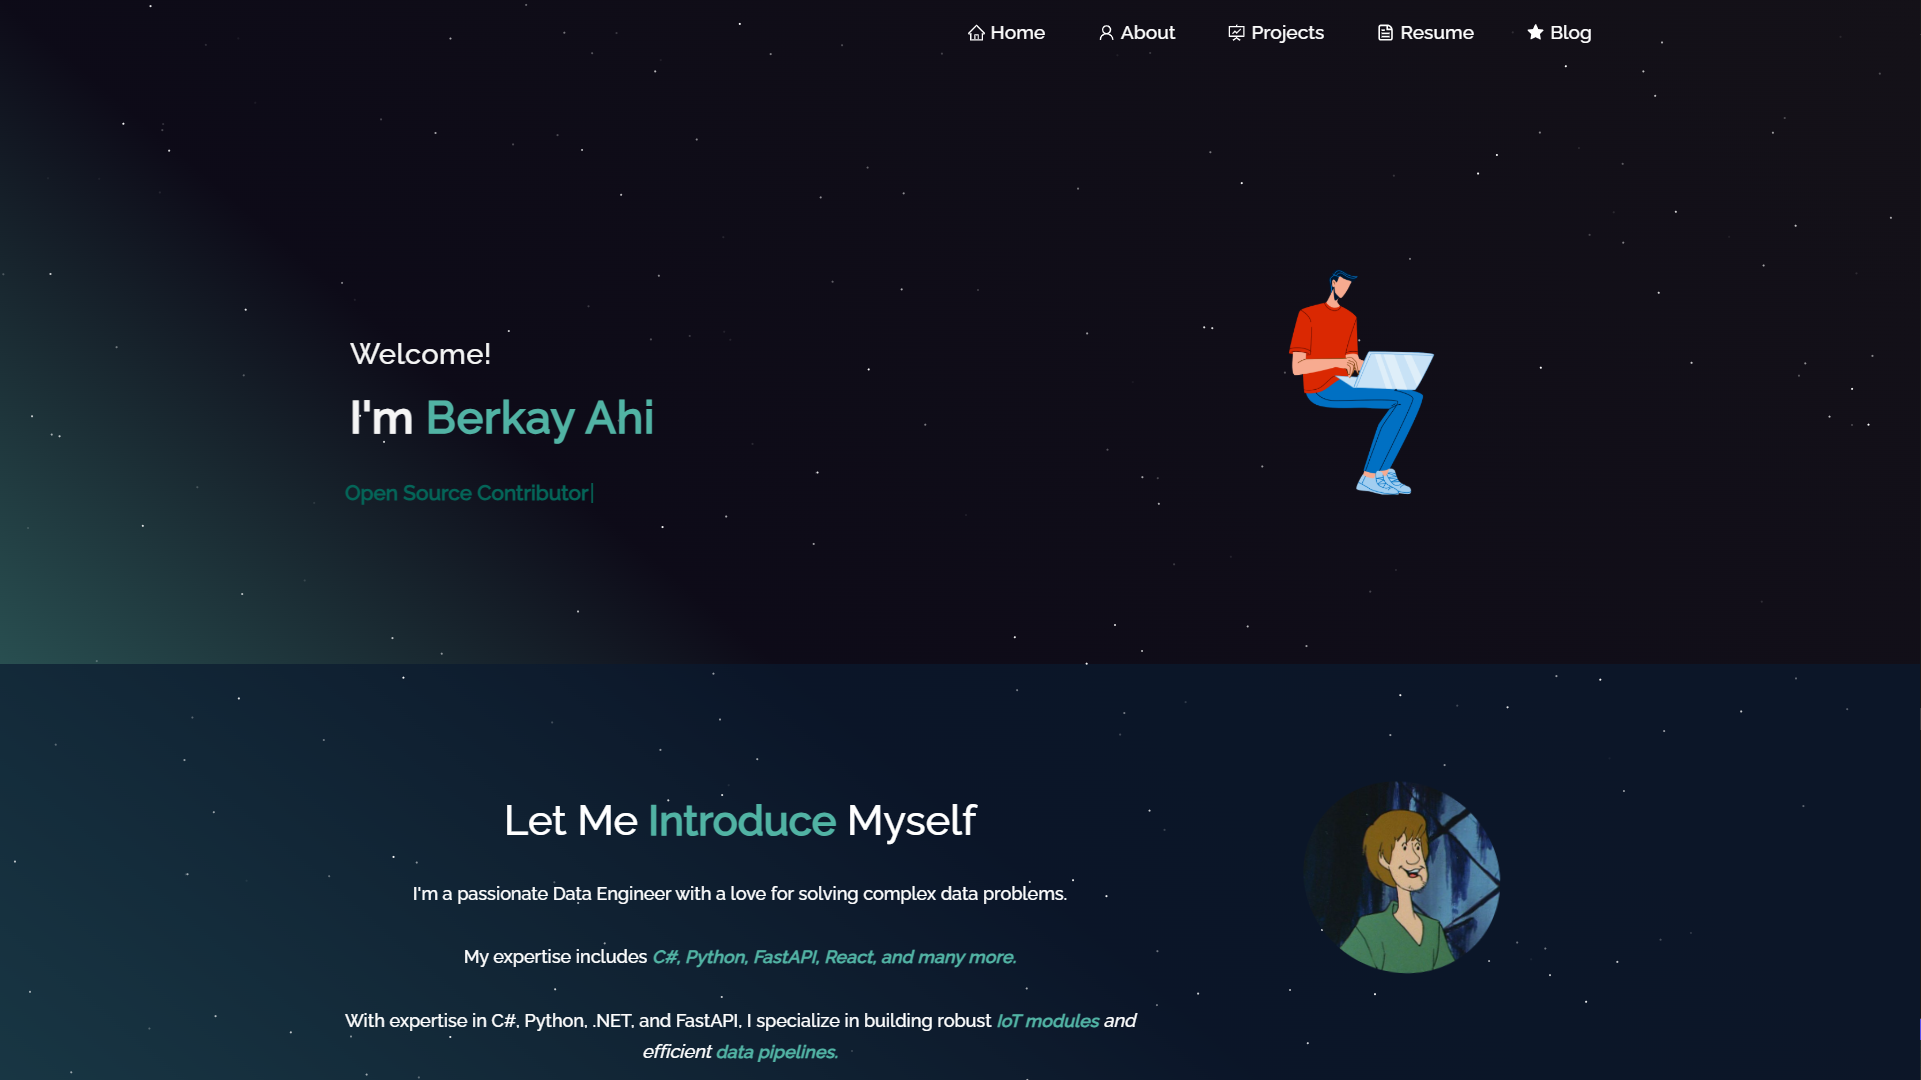 Home About Projects Resume Blog
Welcome!
I'm Berkay Ahi
Open Source Contributor|
Let Me Introduce Myself
I'm a passionate Data Engineer with a love for solving complex data problems.
My expertise includes C#, Python, FastAPI, React, and many more.
With expertise in C#, Python, .NET, and FastAPI, I specialize in building robust IoT modules and
efficient data pipelines.